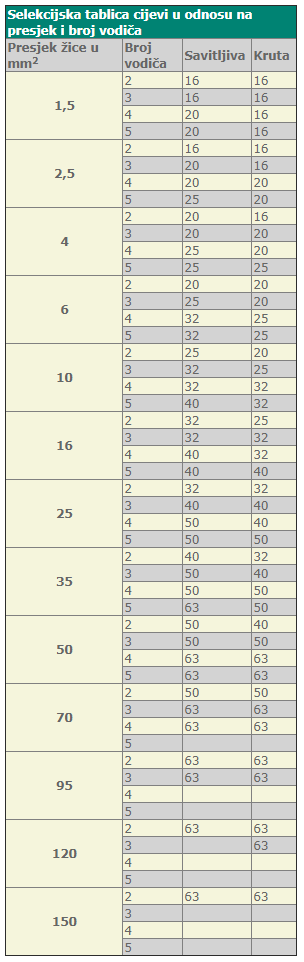 Selekcijska tablica cijevi u odnosu na
presjek i broj vodiča
Presjek žice u mm² Broj vodiča Savitljiva Kruta
1,5 2 16 16
3 16 16
4 20 16
5 20 16
2,5 2 16 16
3 20 16
4 20 20
5 25 20
4 2 20 16
3 20 20
4 25 20
5 25 25
6 2 20 20
3 25 20
4 32 25
5 32 25
10 2 25 20
3 32 25
4 32 32
5 40 32
16 2 32 25
3 32 32
4 40 32
5 40 40
25 2 32 32
3 40 40
4 50 40
5 50 50
35 2 40 32
3 50 40
4 50 50
5 63 50
50 2 50 40
3 50 50
4 63 63
5 63 63
70 2 50 50
3 63 63
4 63 63
5
95 2 63 63
3 63 63
4
5
120 2 63 63
3 63
4
5
150 2 63 63
3
4
5